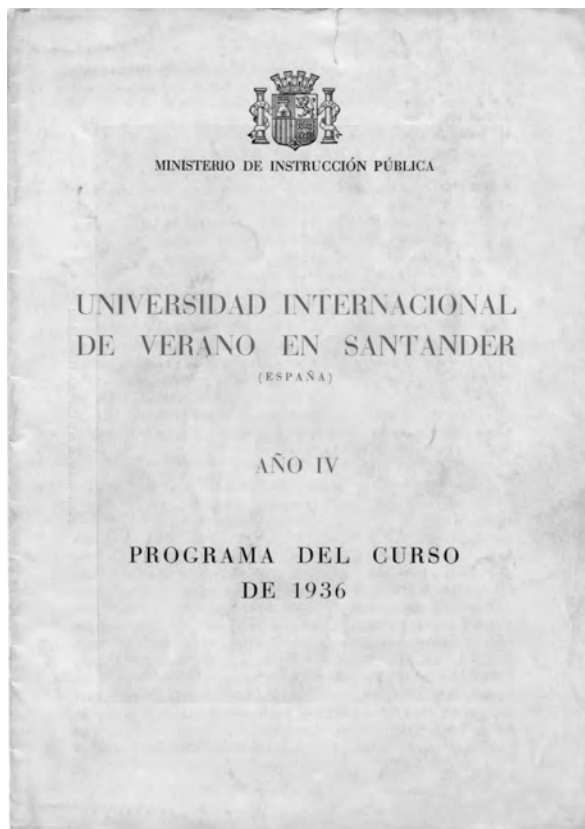 MINISTERIO DE INSTRUCCIÓN PÚBLICA
UNIVERSIDAD INTERNACIONAL
DE VERANO EN SANTANDER
(ESPAÑA)
AÑO IV
PROGRAMA DEL CURSO
DE 1936